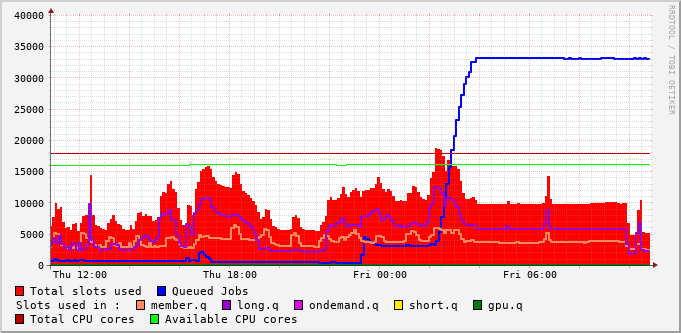 40000
35000
30000
25000
20000
15000
10000
5000
0
Thu 12:00 Thu 18:00 Fri 00:00 Fri 06:00
RRDTOOL / TOBI OETIKER
Total slots used Queued Jobs
Slots used in : member.q long.q ondemand.q short.q gpu.q
Total CPU cores Available CPU cores